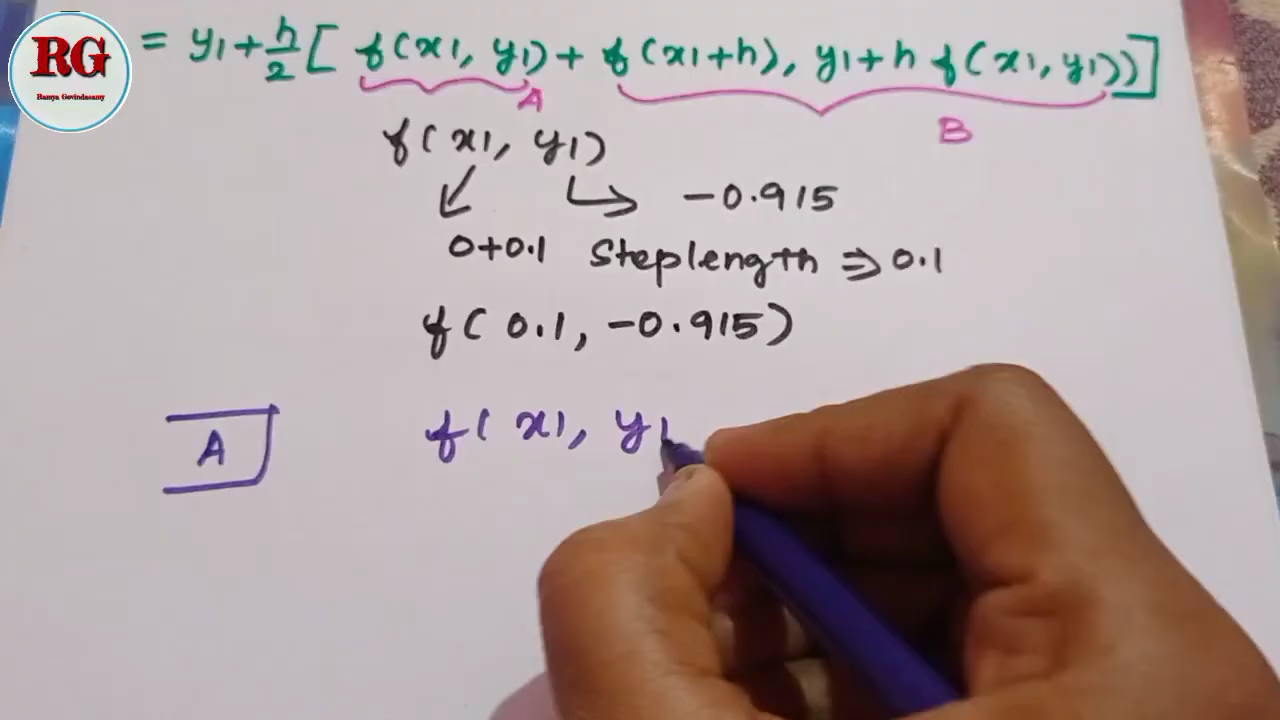 RG
Ramya Govindasamy
= y1 + h/2 [ f(x1, y1) + f(x1+h), y1+h f(x1, y1))]
A
B
f(x1, y1)
-0.915
0+0.1 Steplength ⇒ 0.1
f(0.1, -0.915)
A f(x1, y1